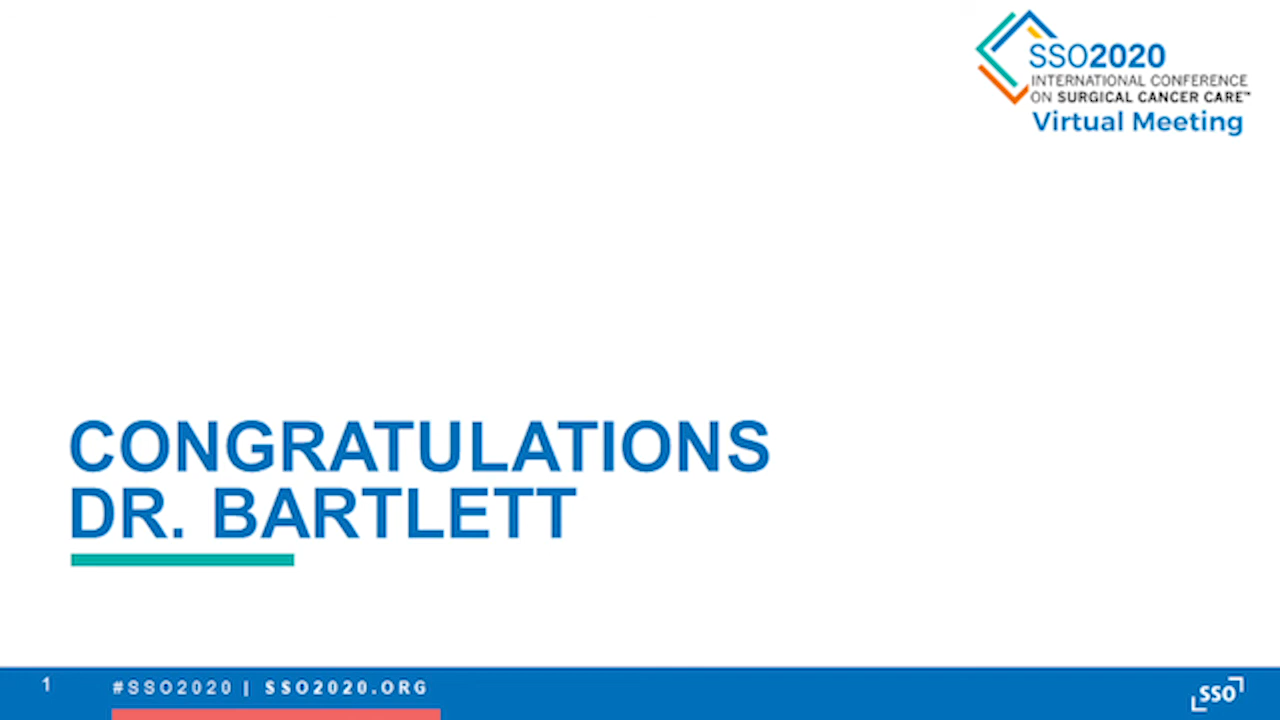 SSO2020
INTERNATIONAL CONFERENCE
ON SURGICAL CANCER CARE™
Virtual Meeting
CONGRATULATIONS
DR. BARTLETT
1
#SSO2020 | SSO2020.ORG
SSO